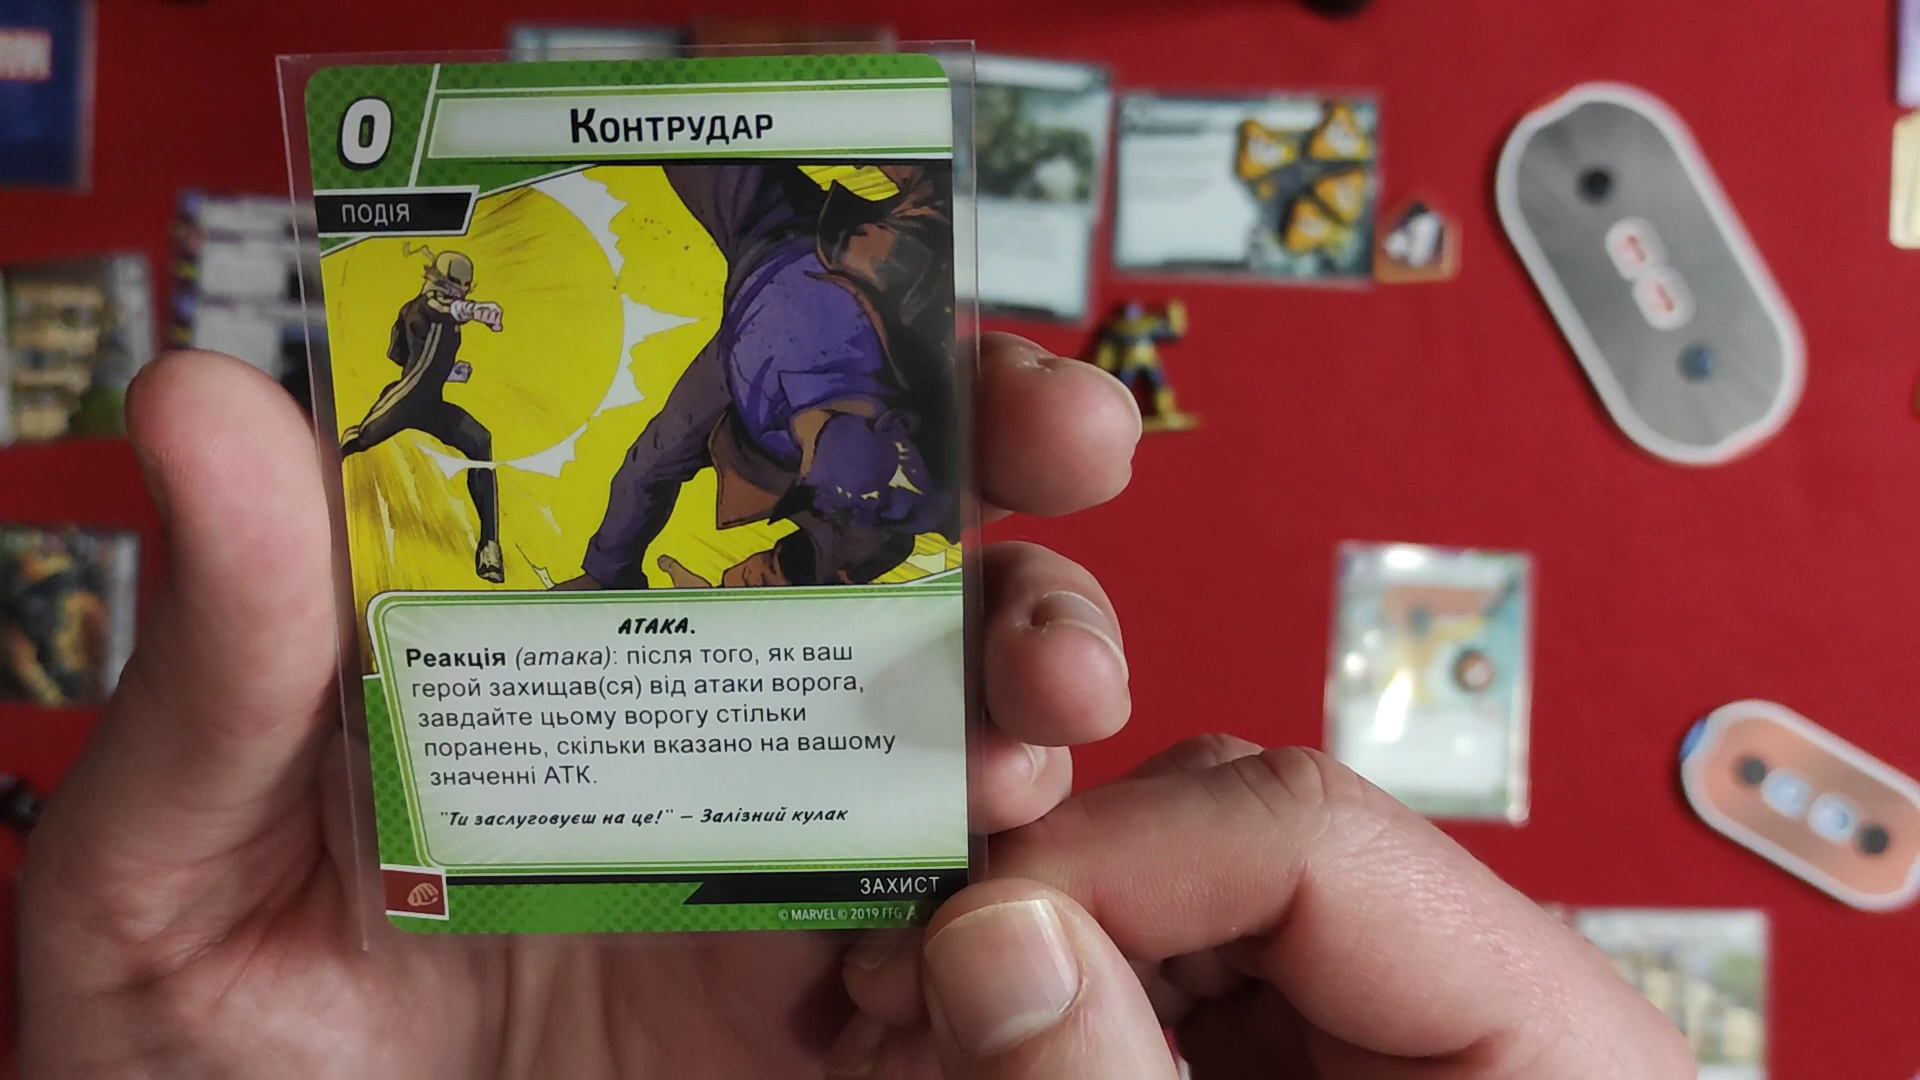 0
Контрудар
ПОДІЯ
АТАКА.
Реакція (атака): після того, як ваш
герой захищав(ся) від атаки ворога,
завдайте цьому ворогу стільки
поранень, скільки вказано на вашому
значенні АТК.
"Ти заслуговуєш на це!" – Залізний кулак
ЗАХИСТ
© MARVEL © 2019 FFG